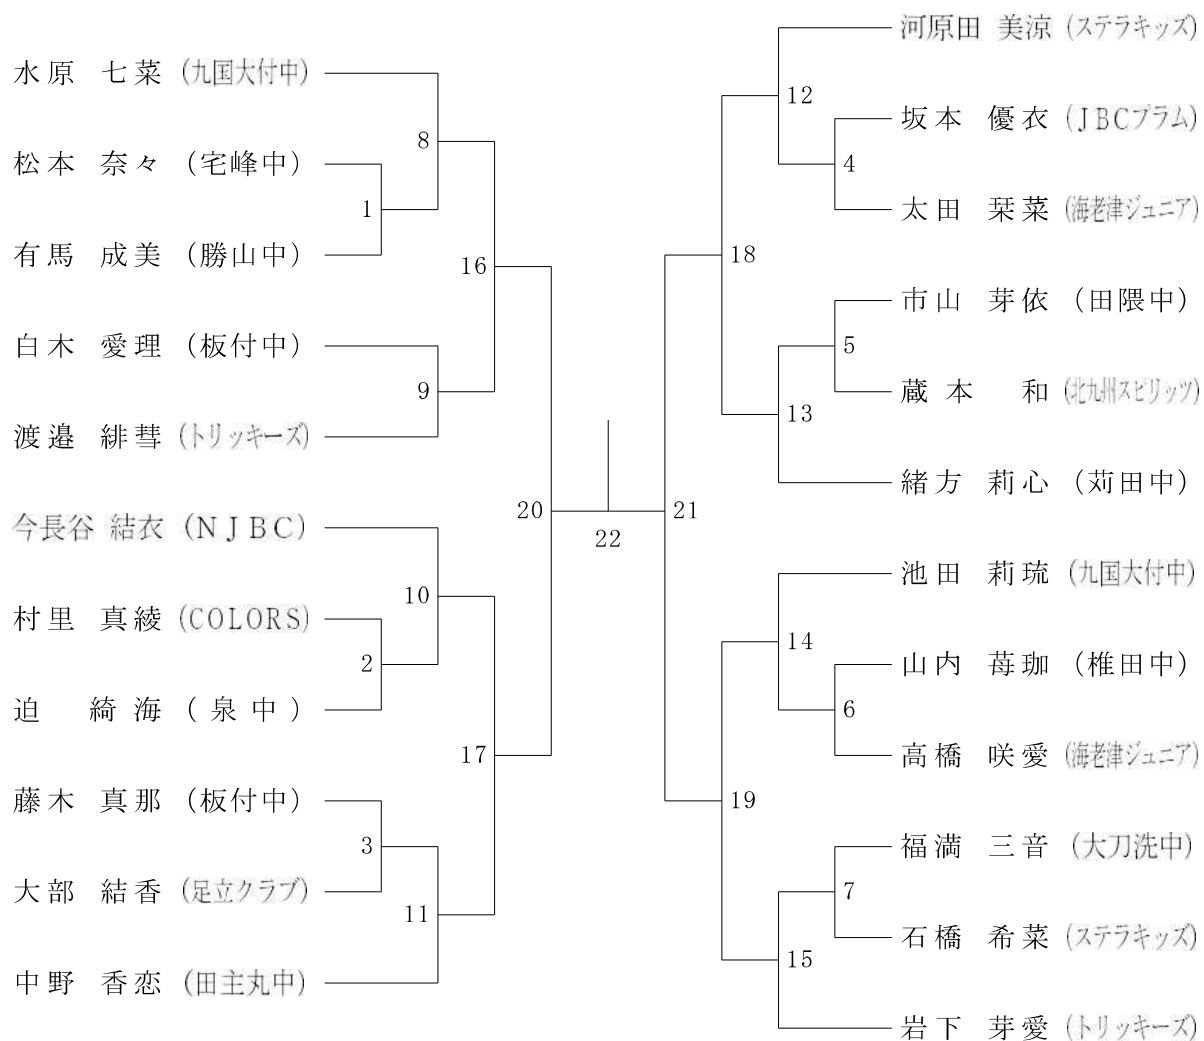 水原 七菜 (九国大付中)
松本 奈々 (宅峰中)
有馬 成美 (勝山中)
白木 愛理 (板付中)
渡邉 緋彗 (トリッキーズ)
今長谷 結衣 (NJBC)
村里 真綾 (COLORS)
迫 綺海 (泉中)
藤木 真那 (板付中)
大部 結香 (足立クラブ)
中野 香恋 (田主丸中)
8
1
16
9
20
10
2
17
3
11
22
河原田 美涼 (ステラキッズ)
坂本 優衣 (JBCプラム)
太田 栞菜 (海老津ジュニア)
市山 芽依 (田隈中)
蔵本 和 (北九州スピリッツ)
緒方 莉心 (苅田中)
池田 莉琉 (九国大付中)
山内 苺珈 (椎田中)
高橋 咲愛 (海老津ジュニア)
福満 三音 (大刀洗中)
石橋 希菜 (ステラキッズ)
岩下 芽愛 (トリッキーズ)
12
4
18
5
13
21
14
6
19
7
15